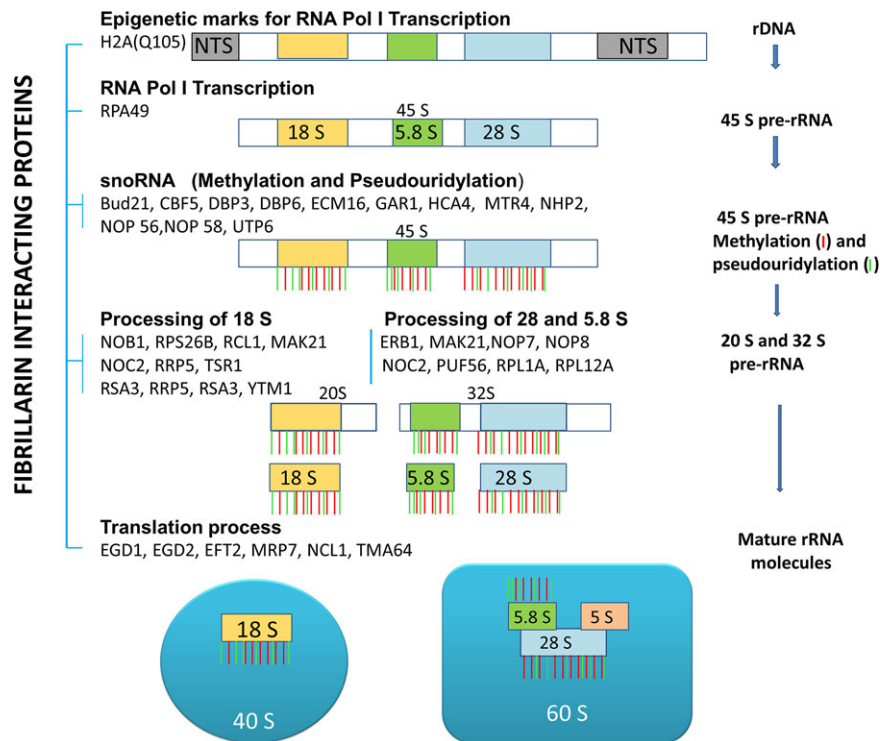 FIBRILLARIN INTERACTING PROTEINS
Epigenetic marks for RNA Pol I Transcription
H2A(Q105)
NTS
NTS
rDNA
RNA Pol I Transcription
RPA49
45 S
18 S
5.8 S
28 S
45 S pre-rRNA
snoRNA (Methylation and Pseudouridylation)
Bud21, CBF5, DBP3, DBP6, ECM16, GAR1, HCA4, MTR4, NHP2,
NOP 56,NOP 58, UTP6
45 S
45 S pre-rRNA
Methylation (I) and
pseudouridylation (I)
Processing of 18 S
NOB1, RPS26B, RCL1, MAK21
NOC2, RRP5, TSR1
RSA3, RRP5, RSA3, YTM1
20S
Processing of 28 and 5.8 S
ERB1, MAK21,NOP7, NOP8
NOC2, PUF56, RPL1A, RPL12A
32S
20 S and 32 S
pre-rRNA
18 S
5.8 S
28 S
Translation process
EGD1, EGD2, EFT2, MRP7, NCL1, TMA64
Mature rRNA
molecules
18 S
40 S
5.8 S
5 S
28 S
60 S